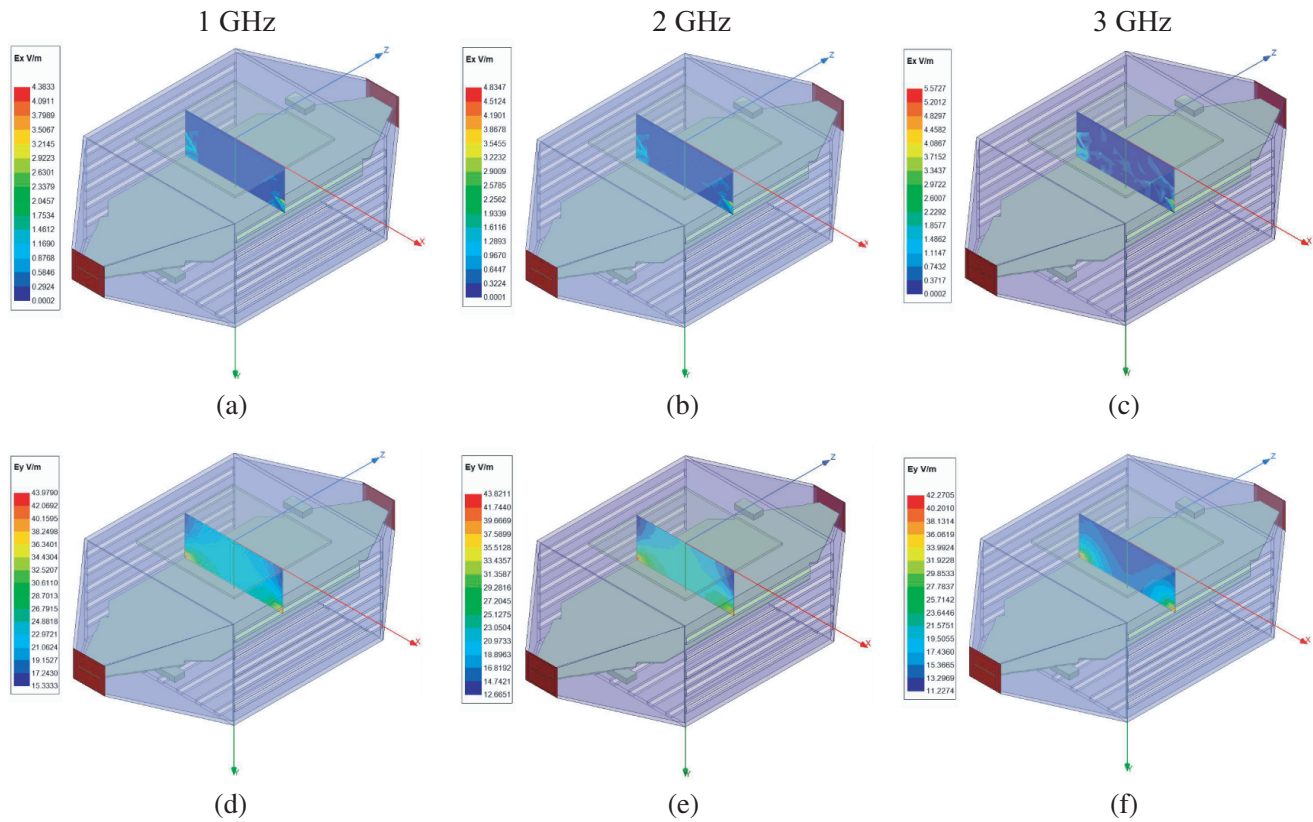 1 GHz
2 GHz
3 GHz
Ex V/m
4.3833
4.0911
3.7989
3.5067
3.2145
2.9223
2.6301
2.3379
2.0457
1.7534
1.4612
1.1690
0.8768
0.5846
0.2924
0.0002
Z
X
Y
(a)
Ex V/m
4.8347
4.5124
4.1901
3.8678
3.5455
3.2232
2.9009
2.5785
2.2562
1.9339
1.6116
1.2893
0.9670
0.6447
0.3224
0.0001
Z
X
Y
(b)
Ex V/m
5.5727
5.2012
4.8297
4.4582
4.0867
3.7152
3.3437
2.9722
2.6007
2.2292
1.8577
1.4862
1.1147
0.7432
0.3717
0.0002
Z
X
Y
(c)
Ey V/m
43.9790
42.0692
40.1595
38.2498
36.3401
34.4304
32.5207
30.6110
28.7013
26.7915
24.8818
22.9721
21.0624
19.1527
17.2430
15.3333
Z
X
Y
(d)
Ey V/m
43.8211
41.7440
39.6669
37.5899
35.5128
33.4357
31.3587
29.2816
27.2045
25.1275
23.0504
20.9733
18.8963
16.8192
14.7421
12.6651
Z
X
Y
(e)
Ey V/m
42.2705
40.2010
38.1314
36.0619
33.9924
31.9228
29.8533
27.7837
25.7142
23.6446
21.5751
19.5055
17.4360
15.3665
13.2969
11.2274
Z
X
Y
(f)